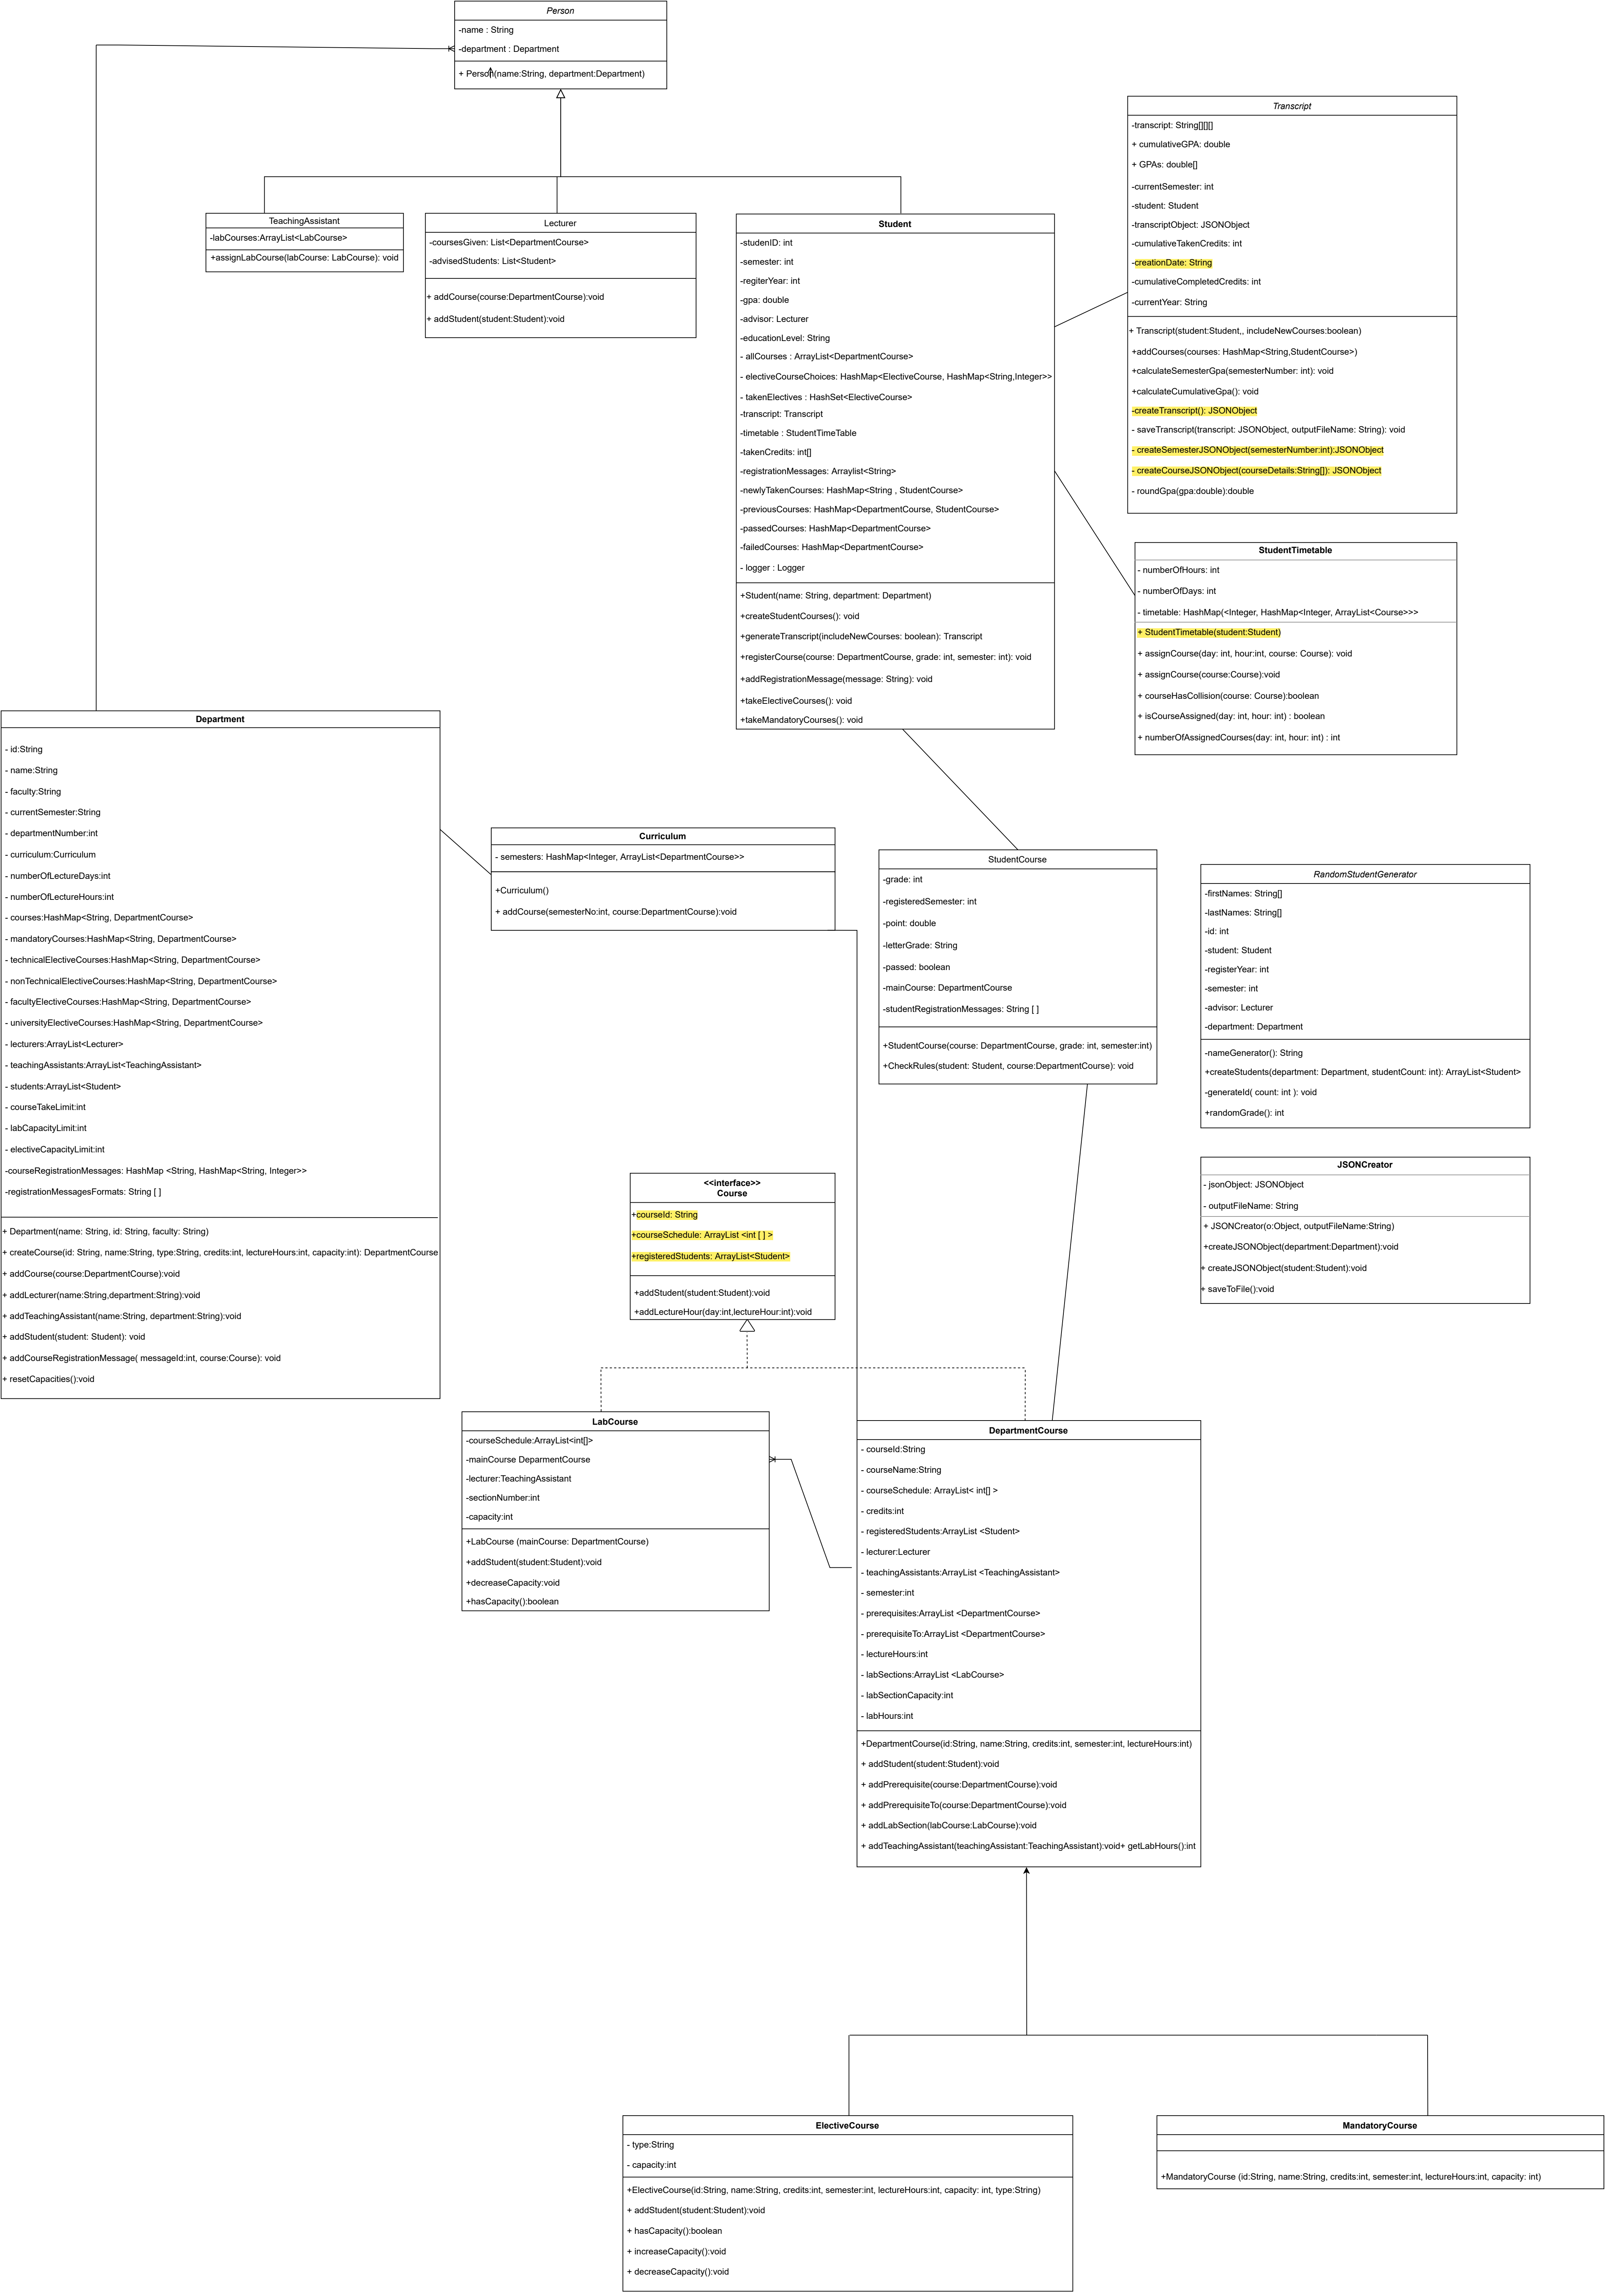 Person
-name : String
-department : Department
+ Person(name:String, department:Department)
TeachingAssistant
-labCourses:ArrayList<LabCourse>
+assignLabCourse(labCourse: LabCourse): void
Lecturer
-coursesGiven: List<DepartmentCourse>
-advisedStudents: List<Student>
+ addCourse(course:DepartmentCourse):void
+ addStudent(student:Student):void
Student
-studenID: int
-semester: int
-regiterYear: int
-gpa: double
-advisor: Lecturer
-educationLevel: String
- allCourses : ArrayList<DepartmentCourse>
- electiveCourseChoices: HashMap<ElectiveCourse, HashMap<String,Integer>>
- takenElectives : HashSet<ElectiveCourse>
-transcript: Transcript
-timetable : StudentTimeTable
-takenCredits: int[]
-registrationMessages: Arraylist<String>
-newlyTakenCourses: HashMap<String , StudentCourse>
-previousCourses: HashMap<DepartmentCourse, StudentCourse>
-passedCourses: HashMap<DepartmentCourse>
-failedCourses: HashMap<DepartmentCourse>
- logger : Logger
+Student(name: String, department: Department)
+createStudentCourses(): void
+generateTranscript(includeNewCourses: boolean): Transcript
+registerCourse(course: DepartmentCourse, grade: int, semester: int): void
+addRegistrationMessage(message: String): void
+takeElectiveCourses(): void
+takeMandatoryCourses(): void
Transcript
-transcript: String[][][]
+ cumulativeGPA: double
+ GPAs: double[]
-currentSemester: int
-student: Student
-transcriptObject: JSONObject
-cumulativeTakenCredits: int
-creationDate: String
-cumulativeCompletedCredits: int
-currentYear: String
+ Transcript(student:Student,, includeNewCourses:boolean)
+addCourses(courses: HashMap<String,StudentCourse>)
+calculateSemesterGpa(semesterNumber: int): void
+calculateCumulativeGpa(): void
-createTranscript(): JSONObject
- saveTranscript(transcript: JSONObject, outputFileName: String): void
- createSemesterJSONObject(semesterNumber:int):JSONObject
- createCourseJSONObject(courseDetails:String[]): JSONObject
- roundGpa(gpa:double):double
StudentTimetable
- numberOfHours: int
- numberOfDays: int
- timetable: HashMap(<Integer, HashMap<Integer, ArrayList<Course>>>
+ StudentTimetable(student:Student)
+ assignCourse(day: int, hour:int, course: Course): void
+ assignCourse(course:Course):void
+ courseHasCollision(course: Course):boolean
+ isCourseAssigned(day: int, hour: int) : boolean
+ numberOfAssignedCourses(day: int, hour: int) : int
Department
- id:String
- name:String
- faculty:String
- currentSemester:String
- departmentNumber:int
- curriculum:Curriculum
- numberOfLectureDays:int
- numberOfLectureHours:int
- courses:HashMap<String, DepartmentCourse>
- mandatoryCourses:HashMap<String, DepartmentCourse>
- technicalElectiveCourses:HashMap<String, DepartmentCourse>
- nonTechnicalElectiveCourses:HashMap<String, DepartmentCourse>
- facultyElectiveCourses:HashMap<String, DepartmentCourse>
- universityElectiveCourses:HashMap<String, DepartmentCourse>
- lecturers:ArrayList<Lecturer>
- teachingAssistants:ArrayList<TeachingAssistant>
- students:ArrayList<Student>
- courseTakeLimit:int
- labCapacityLimit:int
- electiveCapacityLimit:int
-courseRegistrationMessages: HashMap <String, HashMap<String, Integer>>
-registrationMessagesFormats: String [ ]
+ Department(name: String, id: String, faculty: String)
+ createCourse(id: String, name:String, type:String, credits:int, lectureHours:int, capacity:int): DepartmentCourse
+ addCourse(course:DepartmentCourse):void
+ addLecturer(name:String,department:String):void
+ addTeachingAssistant(name:String, department:String):void
+ addStudent(student: Student): void
+ addCourseRegistrationMessage( messageId:int, course:Course): void
+ resetCapacities():void
Curriculum
- semesters: HashMap<Integer, ArrayList<DepartmentCourse>>
+Curriculum()
+ addCourse(semesterNo:int, course:DepartmentCourse):void
StudentCourse
-grade: int
-registeredSemester: int
-point: double
-letterGrade: String
-passed: boolean
-mainCourse: DepartmentCourse
-studentRegistrationMessages: String [ ]
+StudentCourse(course: DepartmentCourse, grade: int, semester:int)
+CheckRules(student: Student, course:DepartmentCourse): void
RandomStudentGenerator
-firstNames: String[]
-lastNames: String[]
-id: int
-student: Student
-registerYear: int
-semester: int
-advisor: Lecturer
-department: Department
-nameGenerator(): String
+createStudents(department: Department, studentCount: int): ArrayList<Student>
-generateId( count: int ): void
+randomGrade(): int
JSONCreator
- jsonObject: JSONObject
- outputFileName: String
+ JSONCreator(o:Object, outputFileName:String)
+createJSONObject(department:Department):void
+ createJSONObject(student:Student):void
+ saveToFile():void
<<interface>>
Course
+courseId: String
+courseSchedule: ArrayList <int [ ] >
+registeredStudents: ArrayList<Student>
+addStudent(student:Student):void
+addLectureHour(day:int,lectureHour:int):void
LabCourse
-courseSchedule:ArrayList<int[]>
-mainCourse DeparmentCourse
-lecturer:TeachingAssistant
-sectionNumber:int
-capacity:int
+LabCourse (mainCourse: DepartmentCourse)
+addStudent(student:Student):void
+decreaseCapacity:void
+hasCapacity():boolean
DepartmentCourse
- courseId:String
- courseName:String
- courseSchedule: ArrayList< int[] >
- credits:int
- registeredStudents:ArrayList <Student>
- lecturer:Lecturer
- teachingAssistants:ArrayList <TeachingAssistant>
- semester:int
- prerequisites:ArrayList <DepartmentCourse>
- prerequisiteTo:ArrayList <DepartmentCourse>
- lectureHours:int
- labSections:ArrayList <LabCourse>
- labSectionCapacity:int
- labHours:int
+DepartmentCourse(id:String, name:String, credits:int, semester:int, lectureHours:int)
+ addStudent(student:Student):void
+ addPrerequisite(course:DepartmentCourse):void
+ addPrerequisiteTo(course:DepartmentCourse):void
+ addLabSection(labCourse:LabCourse):void
+ addTeachingAssistant(teachingAssistant:TeachingAssistant):void+ getLabHours():int
ElectiveCourse
- type:String
- capacity:int
+ElectiveCourse(id:String, name:String, credits:int, semester:int, lectureHours:int, capacity: int, type:String)
+ addStudent(student:Student):void
+ hasCapacity():boolean
+ increaseCapacity():void
+ decreaseCapacity():void
MandatoryCourse
+MandatoryCourse (id:String, name:String, credits:int, semester:int, lectureHours:int, capacity: int)